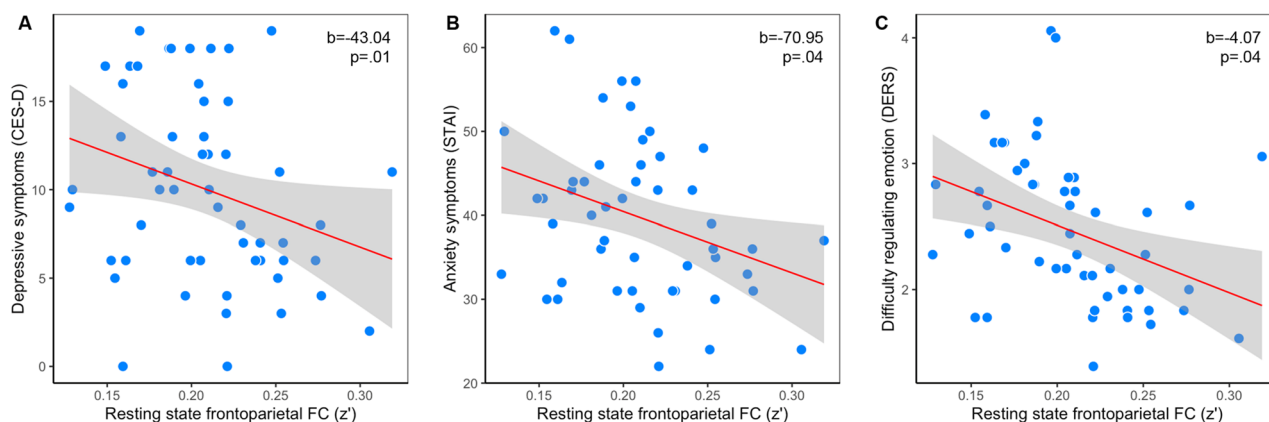 A
b=-43.04
p=.01
Depressive symptoms (CES-D)
15
10
5
0
0.15 0.20 0.25 0.30
Resting state frontoparietal FC (z')
B
b=-70.95
p=.04
Anxiety symptoms (STAI)
60
50
40
30
20
0.15 0.20 0.25 0.30
Resting state frontoparietal FC (z')
C
b=-4.07
p=.04
Difficulty regulating emotion (DERS)
4
3
2
0.15 0.20 0.25 0.30
Resting state frontoparietal FC (z')